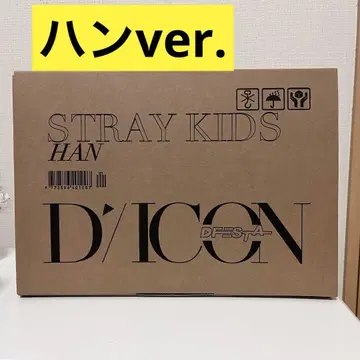 ハンver.
STRAY KIDS
HAN
D'/ICON
DFESTA